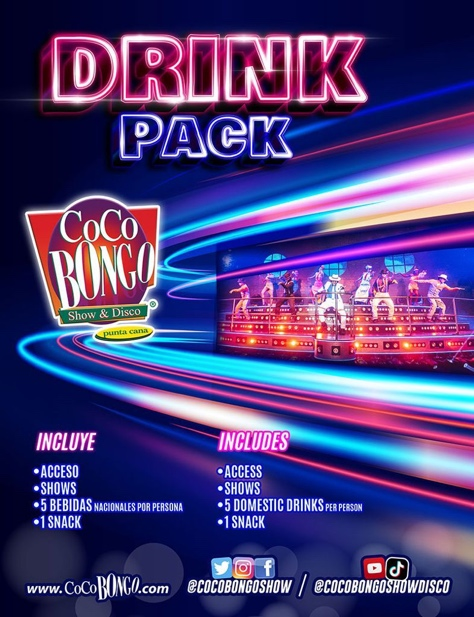 DRINK
PACK
CoCo
BONGO
Show & Disco ®
punta cana
INCLUYE
•ACCESO
•SHOWS
•5 BEBIDAS NACIONALES POR PERSONA
•1 SNACK
INCLUDES
•ACCESS
•SHOWS
•5 DOMESTIC DRINKS PER PERSON
•1 SNACK
www.CoCoBONGO.com
@COCOBONGOSHOW / @COCOBONGOSHOWDISCO